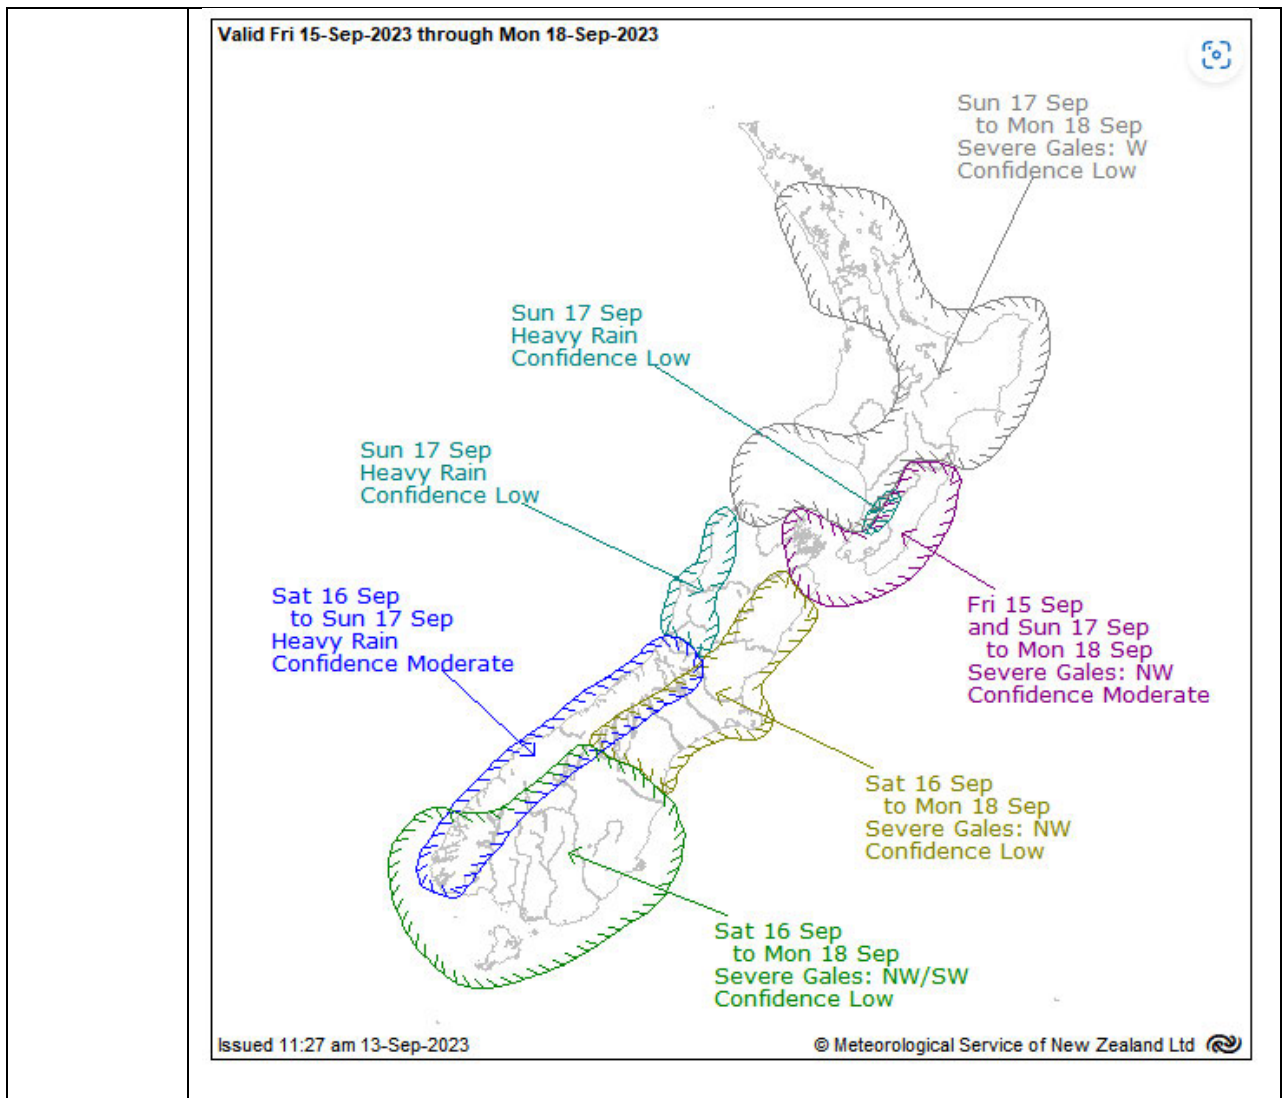 Valid Fri 15-Sep-2023 through Mon 18-Sep-2023
Sun 17 Sep
to Mon 18 Sep
Severe Gales: W
Confidence Low
Sun 17 Sep
Heavy Rain
Confidence Low
Sun 17 Sep
Heavy Rain
Confidence Low
Sat 16 Sep
to Sun 17 Sep
Heavy Rain
Confidence Moderate
Fri 15 Sep
and Sun 17 Sep
to Mon 18 Sep
Severe Gales: NW
Confidence Moderate
Sat 16 Sep
to Mon 18 Sep
Severe Gales: NW
Confidence Low
Sat 16 Sep
to Mon 18 Sep
Severe Gales: NW/SW
Confidence Low
Issued 11:27 am 13-Sep-2023
© Meteorological Service of New Zealand Ltd